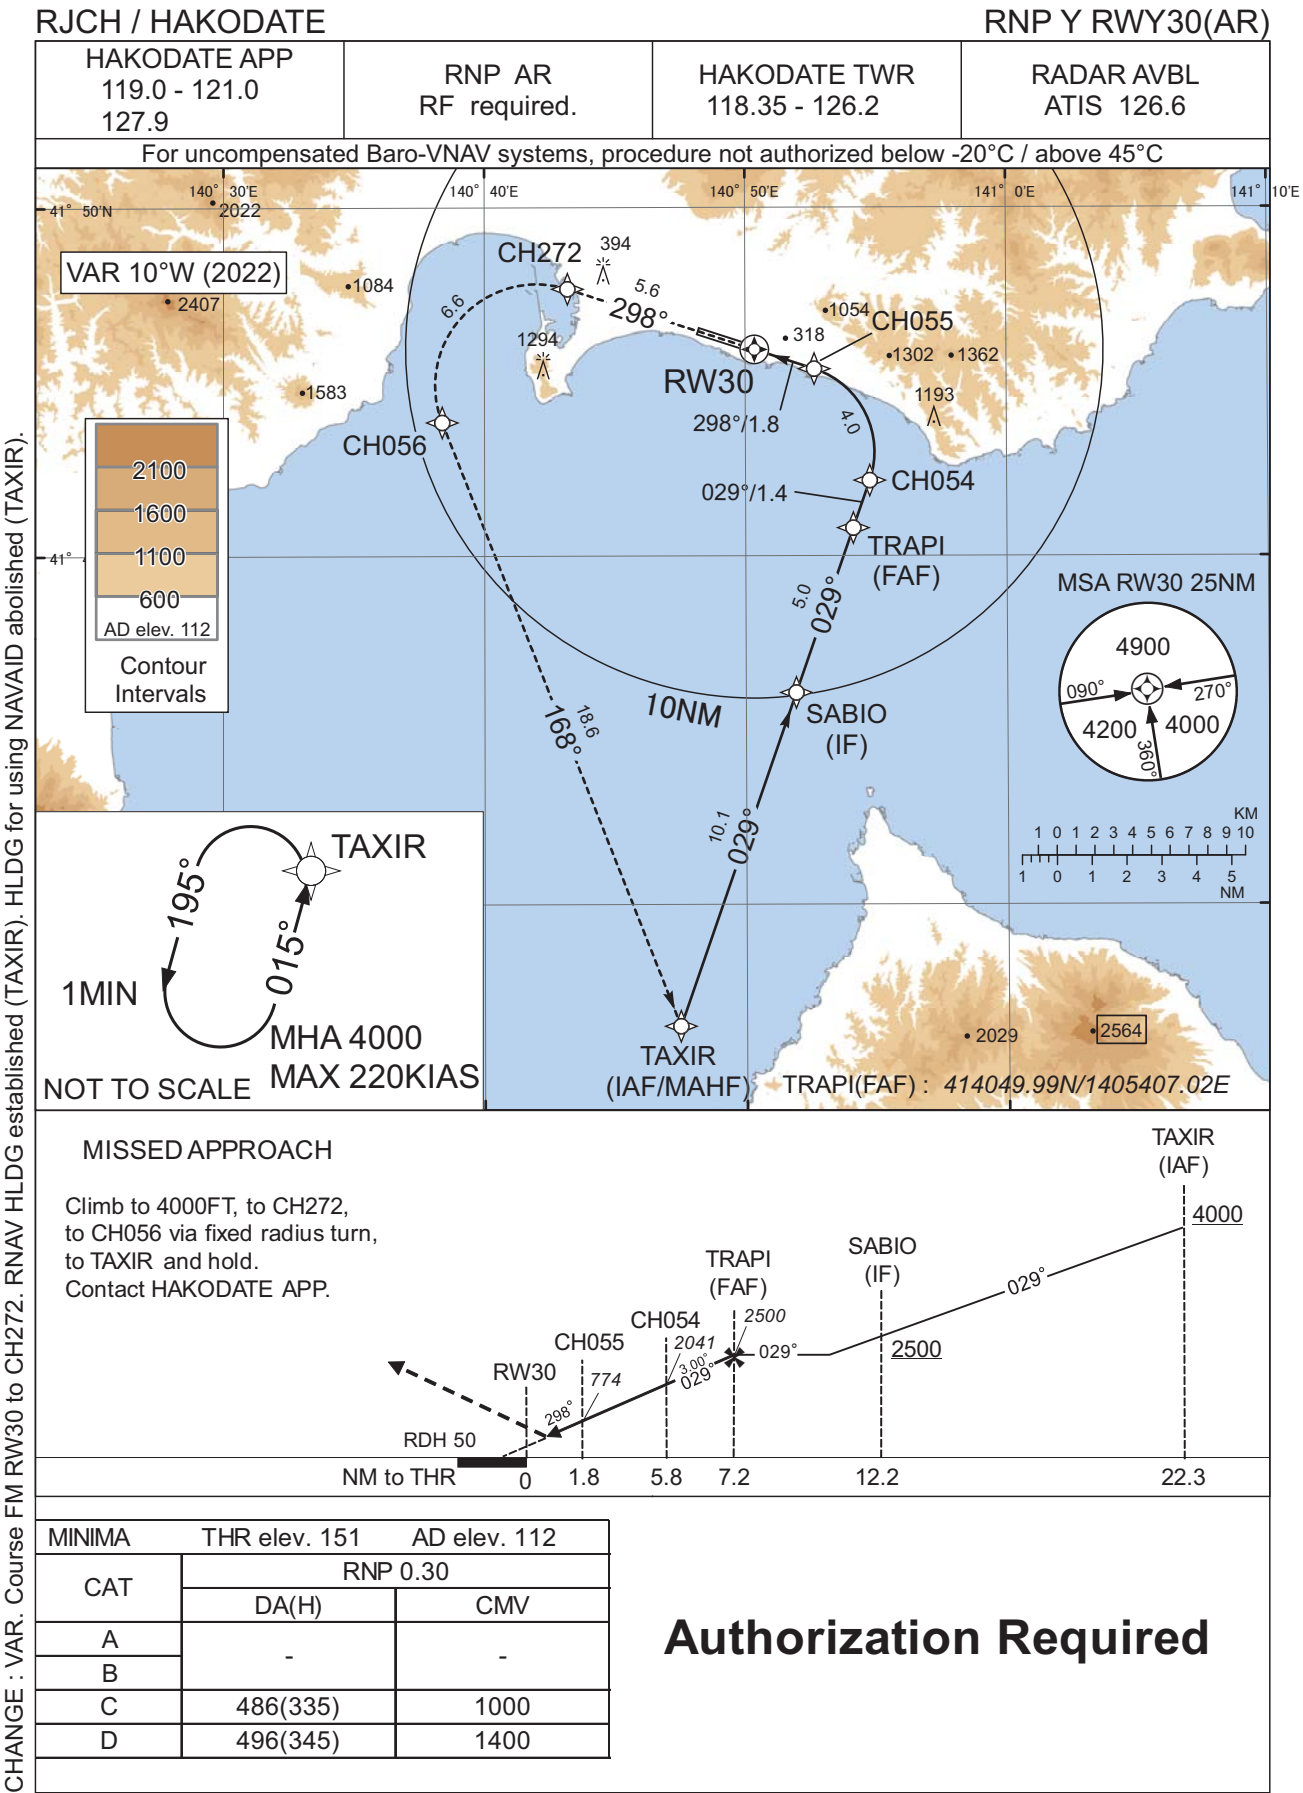 RJCH / HAKODATE
RNP Y RWY30(AR)
HAKODATE APP
119.0 - 121.0
127.9
RNP AR
RF required.
HAKODATE TWR
118.35 - 126.2
RADAR AVBL
ATIS 126.6
For uncompensated Baro-VNAV systems, procedure not authorized below -20°C / above 45°C
140° 30'E
140° 40'E
140° 50'E
141° 0'E
141° 10'E
41° 50'N
2022
VAR 10°W (2022)
2407
1084
1583
CH272
394
5.6
298°
6.6
1294
1054
318
CH055
1302
1362
1193
RW30
298°/1.8
4.0
CH056
CH054
029°/1.4
TRAPI
(FAF)
41°
2100
1600
1100
600
AD elev. 112
Contour
Intervals
5.0
029°
MSA RW30 25NM
4900
090°
270°
4200
4000
360°
10NM
SABIO
(IF)
18.6
168°
10.1
029°
KM
1 0 1 2 3 4 5 6 7 8 9 10
1 0 1 2 3 4 5
NM
TAXIR
195°
015°
1MIN
MHA 4000
MAX 220KIAS
NOT TO SCALE
2029
2564
TAXIR
(IAF/MAHF)
TRAPI(FAF) : 414049.99N/1405407.02E
MISSED APPROACH
Climb to 4000FT, to CH272,
to CH056 via fixed radius turn,
to TAXIR and hold.
Contact HAKODATE APP.
TAXIR
(IAF)
4000
SABIO
(IF)
029°
2500
TRAPI
(FAF)
2500
029°
CH054
2041
3.00°
029°
CH055
774
RW30
298°
RDH 50
NM to THR
0
1.8
5.8
7.2
12.2
22.3
MINIMA THR elev. 151 AD elev. 112
CAT
RNP 0.30
DA(H) CMV
A
B
- -
C 486(335) 1000
D 496(345) 1400
Authorization Required
CHANGE : VAR. Course FM RW30 to CH272. RNAV HLDG established (TAXIR). HLDG for using NAVAID abolished (TAXIR).